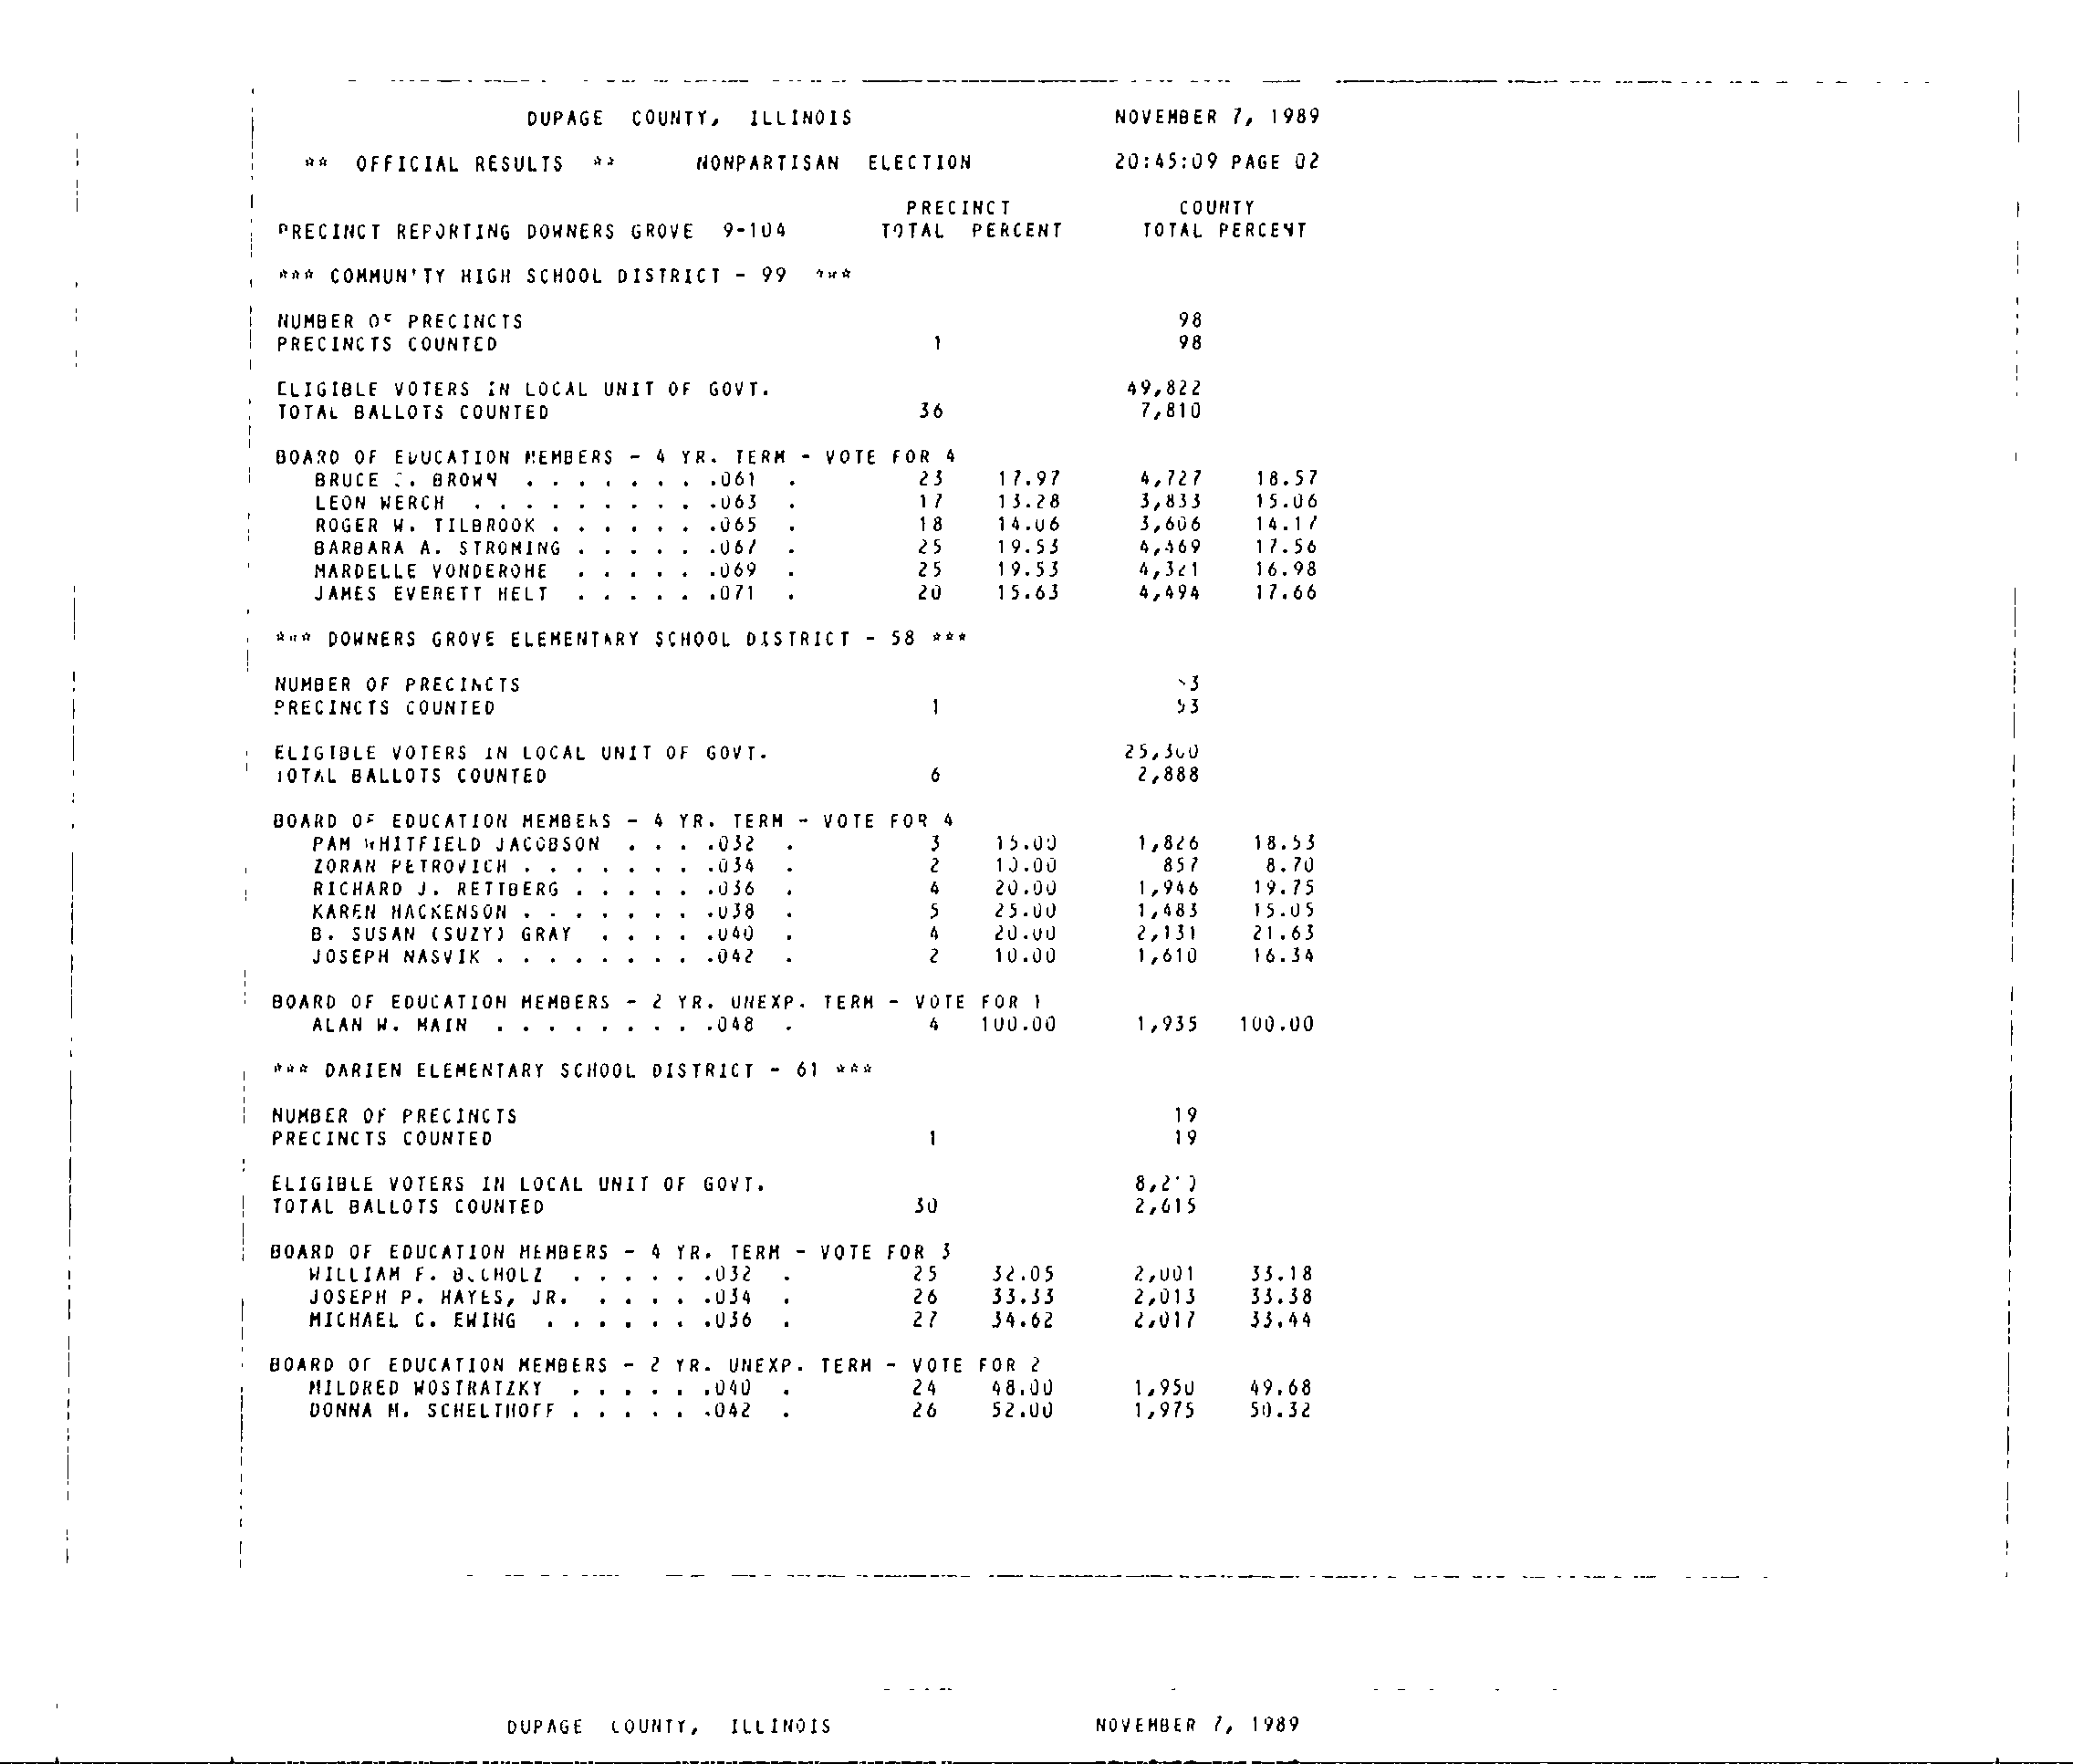 DUPAGE COUNTY, ILLINOIS NOVEMBER 7, 1989
** OFFICIAL RESULTS ** NONPARTISAN ELECTION 20:45:09 PAGE 02
PRECINCT COUNTY
PRECINCT REPORTING DOWNERS GROVE 9-104 TOTAL PERCENT TOTAL PERCENT
*** COMMUN'TY HIGH SCHOOL DISTRICT - 99 ***
NUMBER OF PRECINCTS 98
PRECINCTS COUNTED 1 98
ELIGIBLE VOTERS IN LOCAL UNIT OF GOVT. 49,822
TOTAL BALLOTS COUNTED 36 7,810
BOARD OF EDUCATION MEMBERS - 4 YR. TERM - VOTE FOR 4
BRUCE BROWN . . . . . . . .061 . 23 17.97 4,727 18.57
LEON WERCH . . . . . . . . . .063 . 17 13.28 3,833 15.06
ROGER W. TILBROOK . . . . . . .065 . 18 14.06 3,606 14.17
BARBARA A. STROMING . . . . . .067 . 25 19.53 4,469 17.56
MARDELLE VONDEROHE . . . . . .069 . 25 19.53 4,321 16.98
JAMES EVERETT HELT . . . . . .071 . 20 15.63 4,494 17.66
*** DOWNERS GROVE ELEMENTARY SCHOOL DISTRICT - 58 ***
NUMBER OF PRECINCTS
PRECINCTS COUNTED 1 53
ELIGIBLE VOTERS IN LOCAL UNIT OF GOVT.
TOTAL BALLOTS COUNTED 6 2,888
BOARD OF EDUCATION MEMBERS - 4 YR. TERM - VOTE FOR 4
PAM WHITFIELD JACOBSON . . . .032 . 3 15.00 1,826 18.53
ZORAN PETROVICH . . . . . . . .034 . 2 10.00 857 8.70
RICHARD J. RETTBERG . . . . . .036 . 4 20.00 1,946 19.75
KAREN HACKENSON . . . . . . . .038 . 5 25.00 1,483 15.05
B. SUSAN (SUZY) GRAY . . . . .040 . 4 20.00 2,131 21.63
JOSEPH NASVIK . . . . . . . . .042 . 2 10.00 1,610 16.34
BOARD OF EDUCATION MEMBERS - 2 YR. UNEXP. TERM - VOTE FOR 1
ALAN W. MAIN . . . . . . . . .048 . 4 100.00 1,935 100.00
*** DARIEN ELEMENTARY SCHOOL DISTRICT - 61 ***
NUMBER OF PRECINCTS 19
PRECINCTS COUNTED 1 19
ELIGIBLE VOTERS IN LOCAL UNIT OF GOVT.
TOTAL BALLOTS COUNTED 30 2,615
BOARD OF EDUCATION MEMBERS - 4 YR. TERM - VOTE FOR 3
WILLIAM F. . . . . . .032 . 25 32.05 2,001 33.18
JOSEPH P. HAYES, JR. . . . . .034 . 26 33.33 2,013 33.38
MICHAEL C. EWING . . . . . . .036 . 27 34.62 2,017 33.44
BOARD OF EDUCATION MEMBERS - 2 YR. UNEXP. TERM - VOTE FOR 2
MILDRED WOSTRATZKY . . . . . .040 . 24 48.00 1,950 49.68
DONNA M. SCHELTHOFF . . . . . .042 . 26 52.00 1,975 50.32
DUPAGE COUNTY, ILLINOIS NOVEMBER 7, 1989